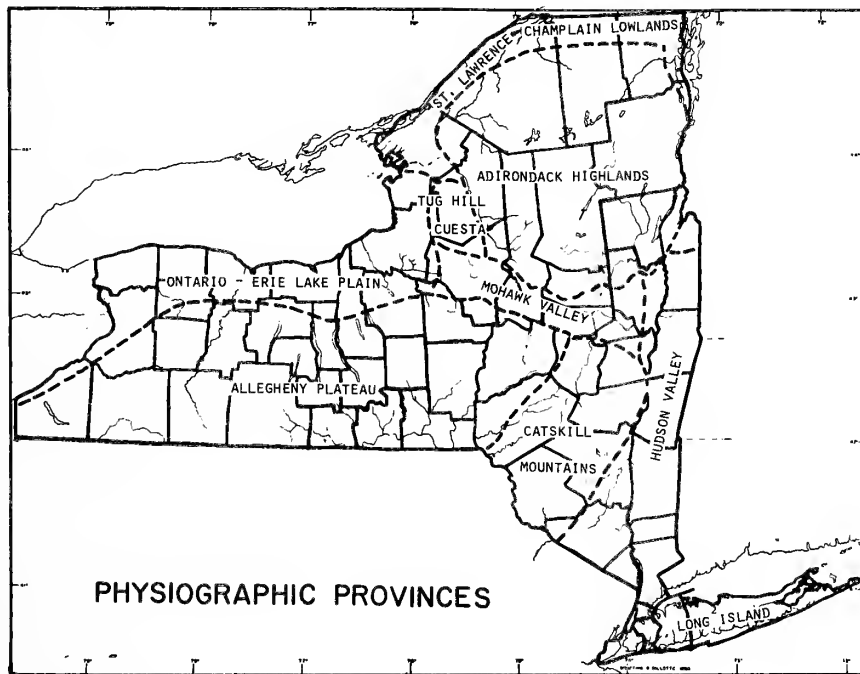 CHAMPLAIN LOWLANDS
ST. LAWRENCE
ADIRONDACK HIGHLANDS
TUG HILL
CUESTA
ONTARIO - ERIE LAKE PLAIN
MOHAWK VALLEY
ALLEGHENY PLATEAU
HUDSON VALLEY
CATSKILL
MOUNTAINS
PHYSIOGRAPHIC PROVINCES
LONG ISLAND